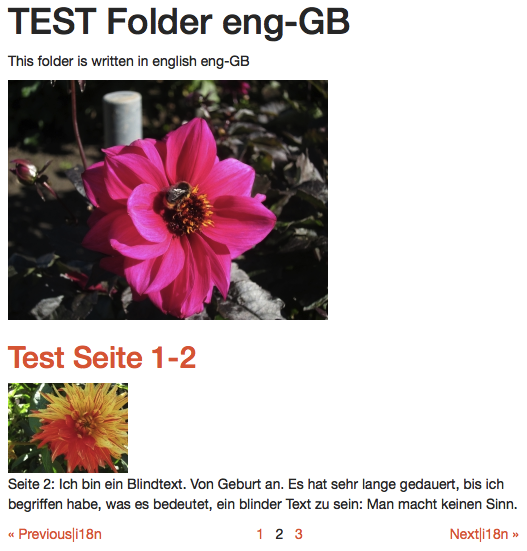 TEST Folder eng-GB
This folder is written in english eng-GB
Test Seite 1-2
Seite 2: Ich bin ein Blindtext. Von Geburt an. Es hat sehr lange gedauert, bis ich
begriffen habe, was es bedeutet, ein blinder Text zu sein: Man macht keinen Sinn.
« Previous|i18n 1 2 3 Next|i18n »